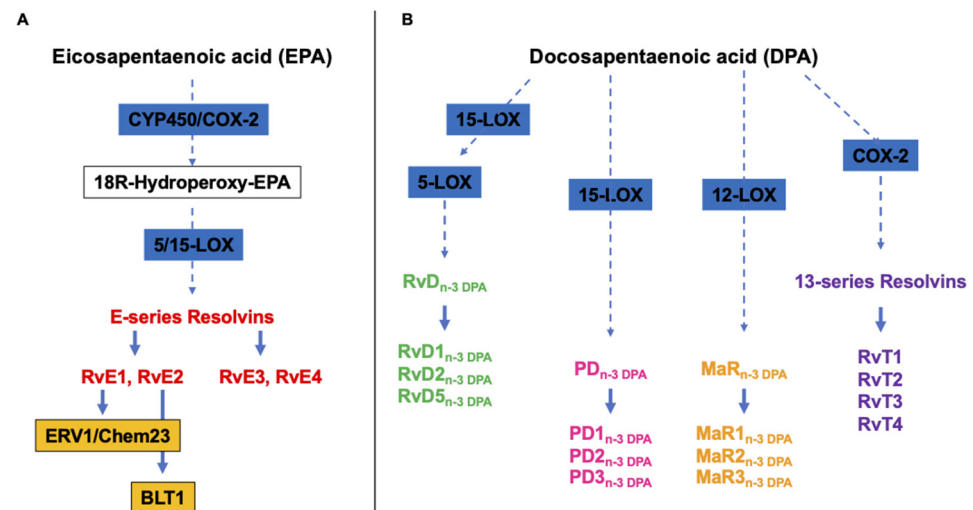 A
Eicosapentaenoic acid (EPA)
CYP450/COX-2
18R-Hydroperoxy-EPA
5/15-LOX
E-series Resolvins
RvE1, RvE2
RvE3, RvE4
ERV1/Chem23
BLT1
B
Docosapentaenoic acid (DPA)
15-LOX
5-LOX
15-LOX
12-LOX
COX-2
RvDn-3 DPA
RvD1n-3 DPA
RvD2n-3 DPA
RvD5n-3 DPA
PDn-3 DPA
PD1n-3 DPA
PD2n-3 DPA
PD3n-3 DPA
MaRn-3 DPA
MaR1n-3 DPA
MaR2n-3 DPA
MaR3n-3 DPA
13-series Resolvins
RvT1
RvT2
RvT3
RvT4